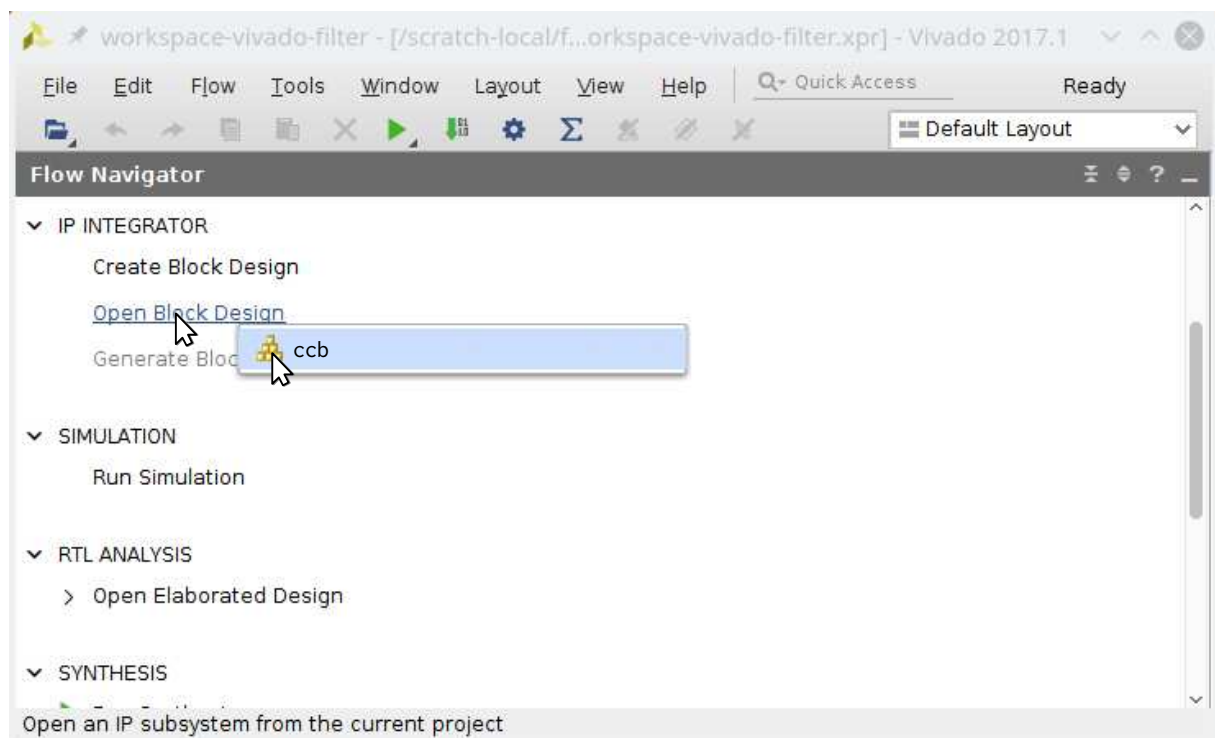 workspace-vivado-filter - [/scratch-local/f...orkspace-vivado-filter.xpr] - Vivado 2017.1
File Edit Flow Tools Window Layout View Help Quick Access Ready
Default Layout
Flow Navigator ?
IP INTEGRATOR
Create Block Design
Open Block Design
ccb
Generate Bloc
SIMULATION
Run Simulation
RTL ANALYSIS
Open Elaborated Design
SYNTHESIS
Open an IP subsystem from the current project